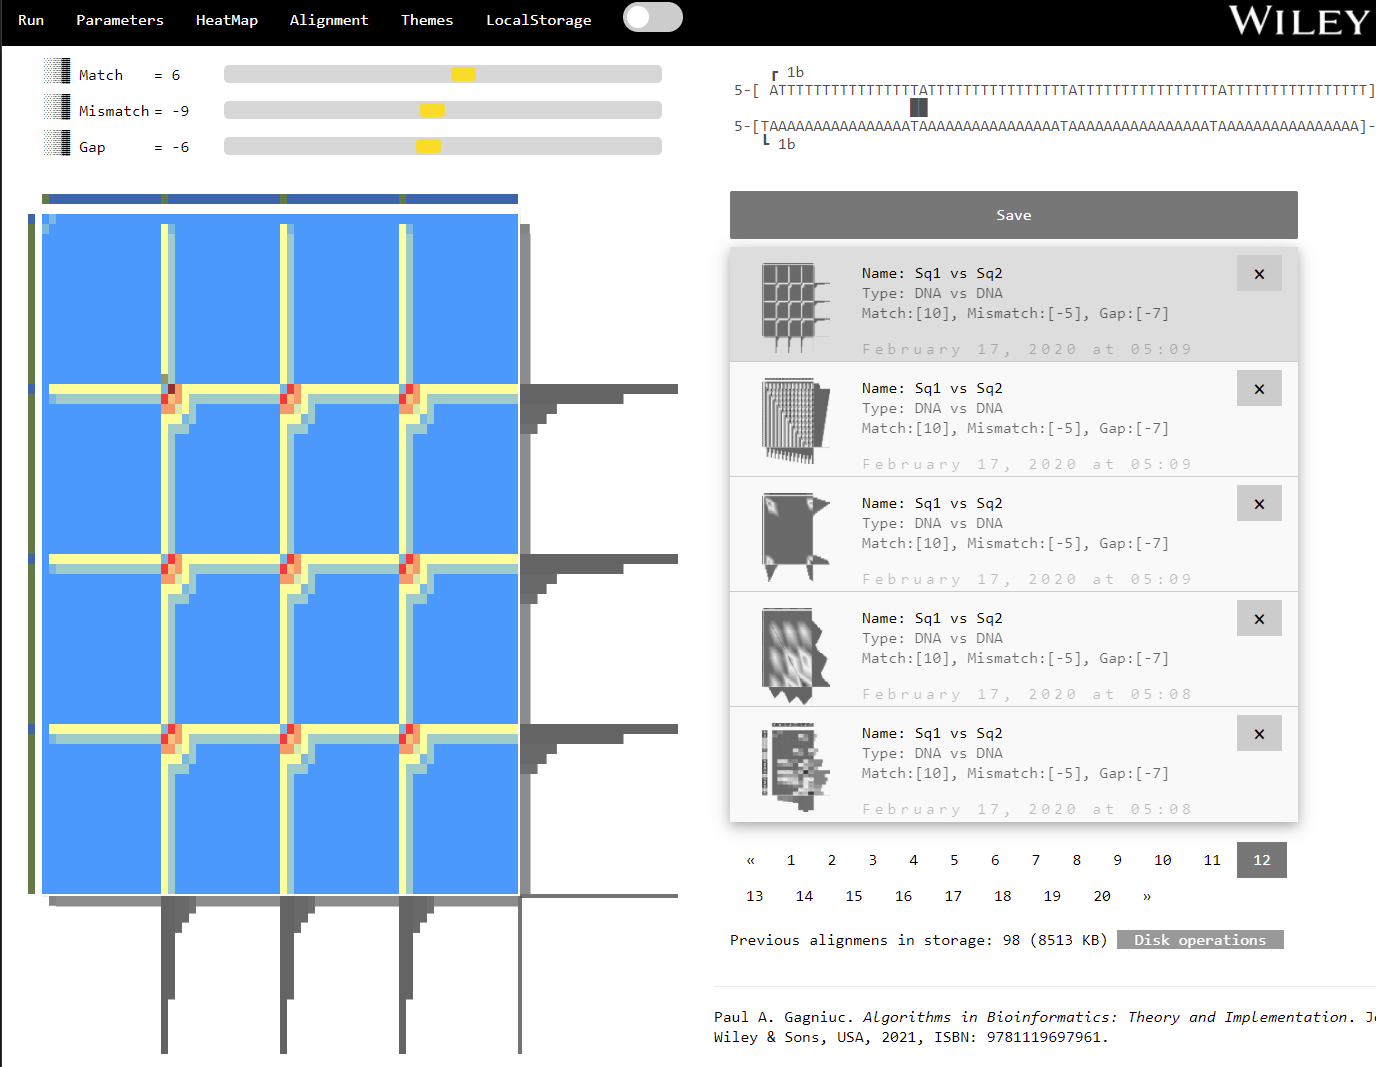 Run Parameters HeatMap Alignment Themes LocalStorage WILEY
Match = 6
Mismatch = -9
Gap = -6
┏ 1b
5-[ ATTTTTTTTTTTTTTTTATTTTTTTTTTTTTTTTATTTTTTTTTTTTTTTTATTTTTTTTTTTTTTTT]
5-[TAAAAAAAAAAAAAAAATAAAAAAAAAAAAAAAATAAAAAAAAAAAAAAAATAAAAAAAAAAAAAAAA]-
┗ 1b
Save
Name: Sq1 vs Sq2 ×
Type: DNA vs DNA
Match:[10], Mismatch:[-5], Gap:[-7]
February 17, 2020 at 05:09
Name: Sq1 vs Sq2 ×
Type: DNA vs DNA
Match:[10], Mismatch:[-5], Gap:[-7]
February 17, 2020 at 05:09
Name: Sq1 vs Sq2 ×
Type: DNA vs DNA
Match:[10], Mismatch:[-5], Gap:[-7]
February 17, 2020 at 05:09
Name: Sq1 vs Sq2 ×
Type: DNA vs DNA
Match:[10], Mismatch:[-5], Gap:[-7]
February 17, 2020 at 05:08
Name: Sq1 vs Sq2 ×
Type: DNA vs DNA
Match:[10], Mismatch:[-5], Gap:[-7]
February 17, 2020 at 05:08
« 1 2 3 4 5 6 7 8 9 10 11 12
13 14 15 16 17 18 19 20 »
Previous alignmens in storage: 98 (8513 KB) Disk operations
Paul A. Gagniuc. Algorithms in Bioinformatics: Theory and Implementation.
Wiley & Sons, USA, 2021, ISBN: 9781119697961.